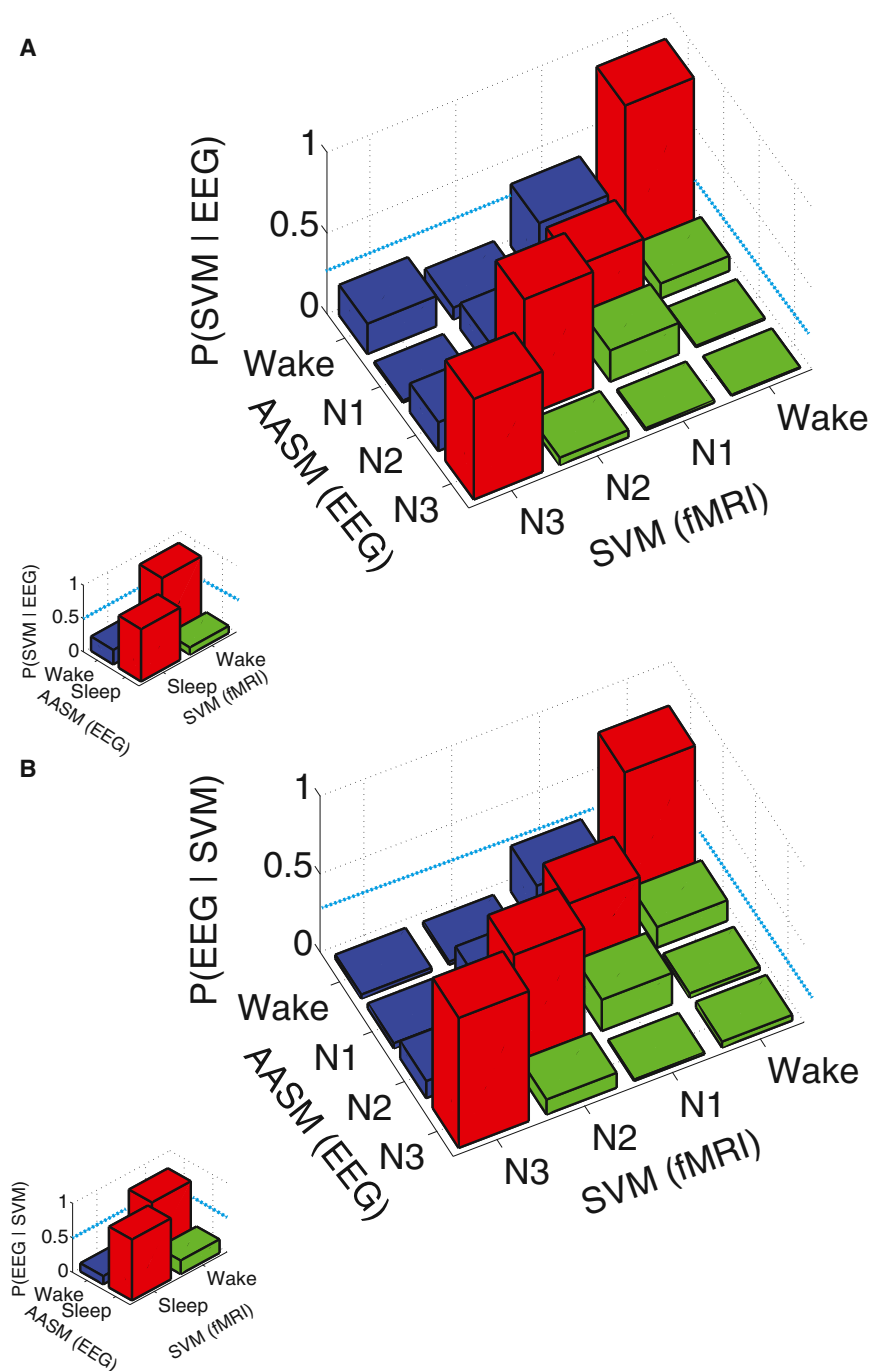 A
P(SVM | EEG)
1
0.5
0
Wake
N1
N2
N3
AASM (EEG)
N3
N2
N1
Wake
SVM (fMRI)
P(SVM | EEG)
1
0.5
0
Wake
Sleep
AASM (EEG)
Sleep
Wake
SVM (fMRI)
B
P(EEG | SVM)
1
0.5
0
Wake
N1
N2
N3
AASM (EEG)
N3
N2
N1
Wake
SVM (fMRI)
P(EEG | SVM)
1
0.5
0
Wake
Sleep
AASM (EEG)
Sleep
Wake
SVM (fMRI)